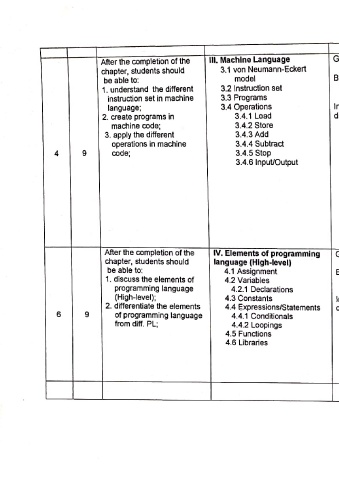 After the completion of the
chapter, students should
be able to:
1. understand the different
instruction set in machine
language;
2. create programs in
machine code;
3. apply the different
operations in machine
code;
4
9
III. Machine Language
3.1 von Neumann-Eckert
model
3.2 Instruction set
3.3 Programs
3.4 Operations
3.4.1 Load
3.4.2 Store
3.4.3 Add
3.4.4 Subtract
3.4.5 Stop
3.4.6 Input/Output
G
B
In
d
After the completion of the
chapter, students should
be able to:
1. discuss the elements of
programming language
(High-level);
2. differentiate the elements
of programming language
from diff. PL;
6
9
IV. Elements of programming
language (High-level)
4.1 Assignment
4.2 Variables
4.2.1 Declarations
4.3 Constants
4.4 Expressions/Statements
4.4.1 Conditionals
4.4.2 Loopings
4.5 Functions
4.6 Libraries